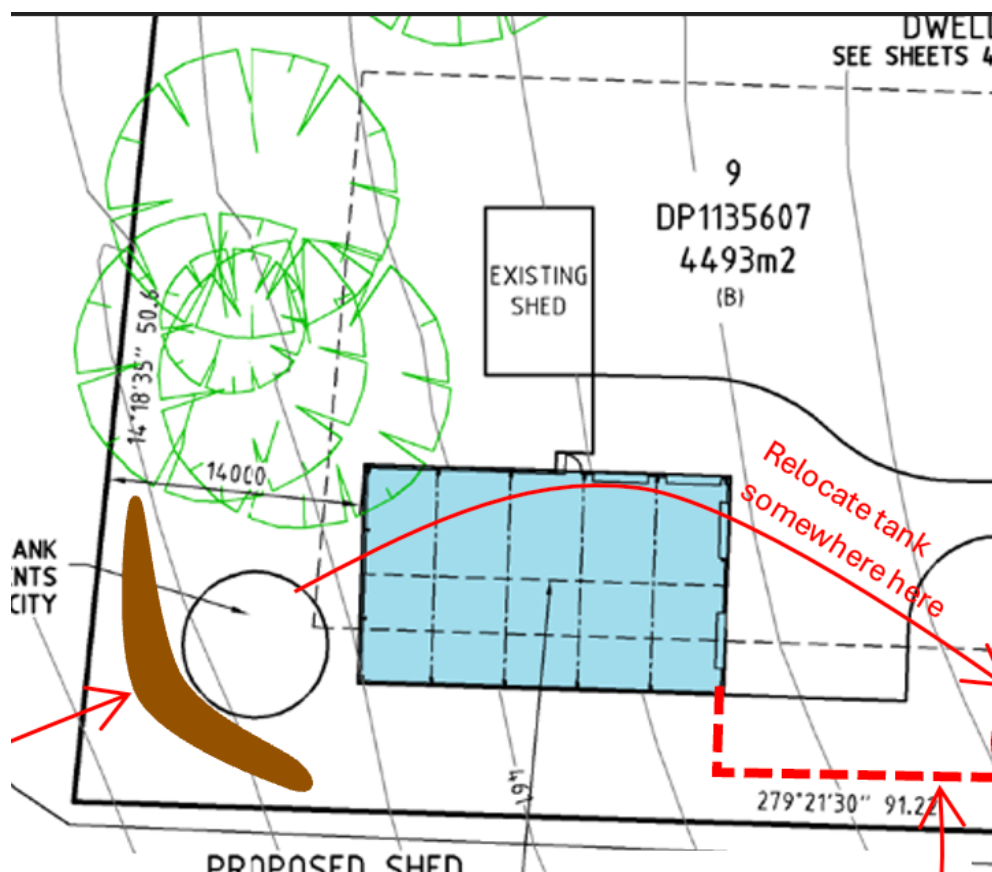 DWELL
SEE SHEETS 4
9
DP1135607
4493m2
(B)
EXISTING
SHED
14°18'35" 50.6
14000
Relocate tank
somewhere here
ANK
NTS
CITY
279°21'30" 91.22
PROPOSED SHED